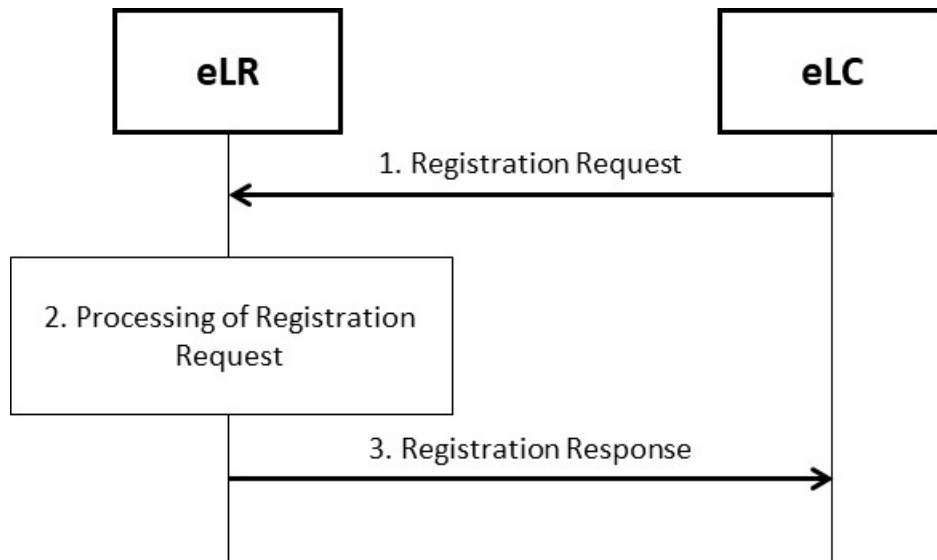 eLR
eLC
1. Registration Request
2. Processing of Registration
Request
3. Registration Response